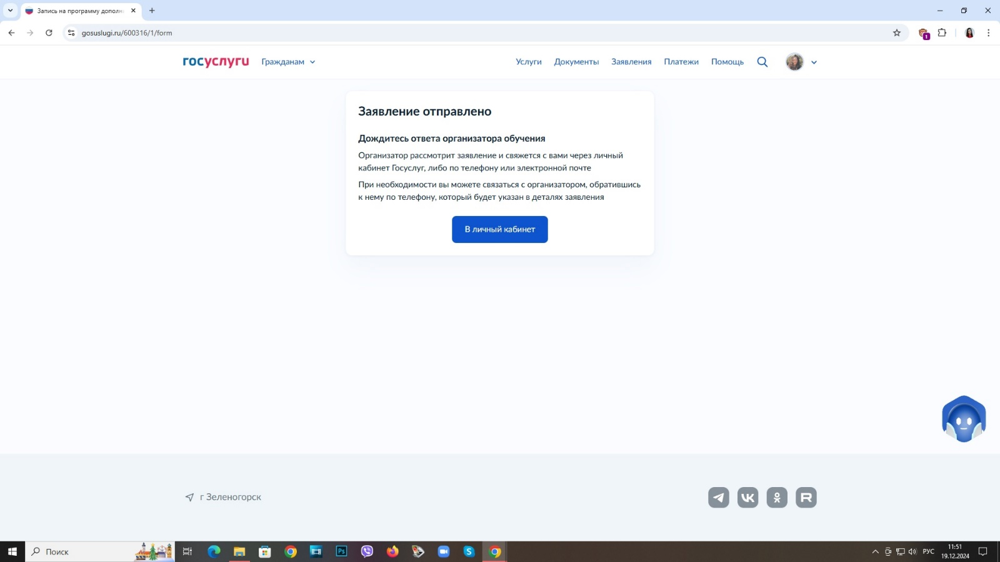 Запись на программу дополн
gosuslugi.ru/600316/1/form
1
госуслуги
Гражданам
Услуги
Документы
Заявления
Платежи
Помощь
Заявление отправлено
Дождитесь ответа организатора обучения
Организатор рассмотрит заявление и свяжется с вами через личный
кабинет Госуслуг, либо по телефону или электронной почте
При необходимости вы можете связаться с организатором, обратившись
к нему по телефону, который будет указан в деталях заявления
В личный кабинет
г Зеленогорск
Поиск
Ps
РУС
11:51
19.12.2024